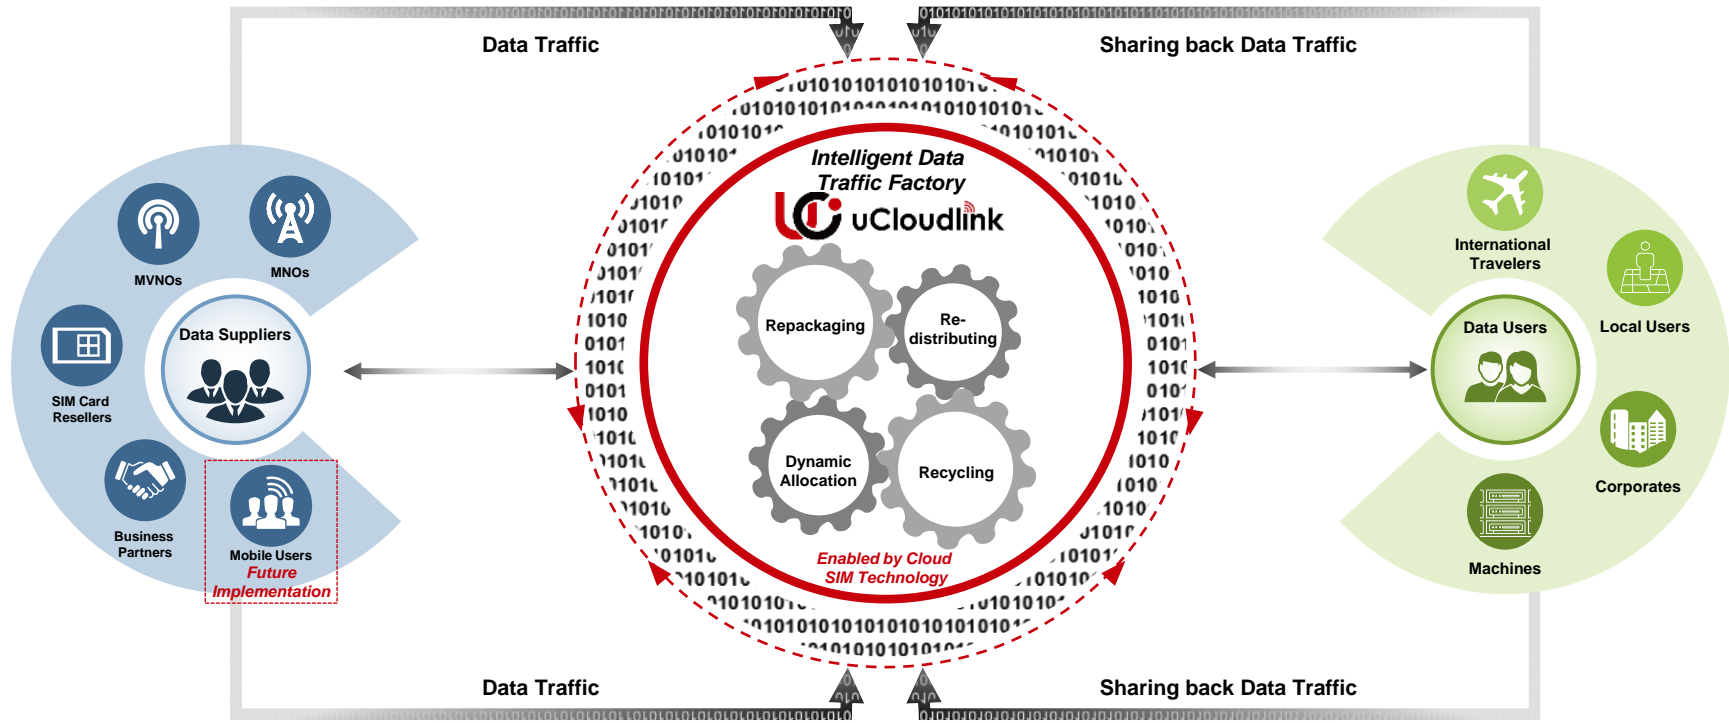 Data Traffic
Sharing back Data Traffic
Intelligent Data
Traffic Factory
uCloudlink
MVNOs
MNOs
SIM Card
Resellers
Data Suppliers
Business
Partners
Mobile Users
Future
Implementation
Repackaging
Re-
distributing
Dynamic
Allocation
Recycling
Enabled by Cloud
SIM Technology
International
Travelers
Local Users
Data Users
Corporates
Machines
Data Traffic
Sharing back Data Traffic